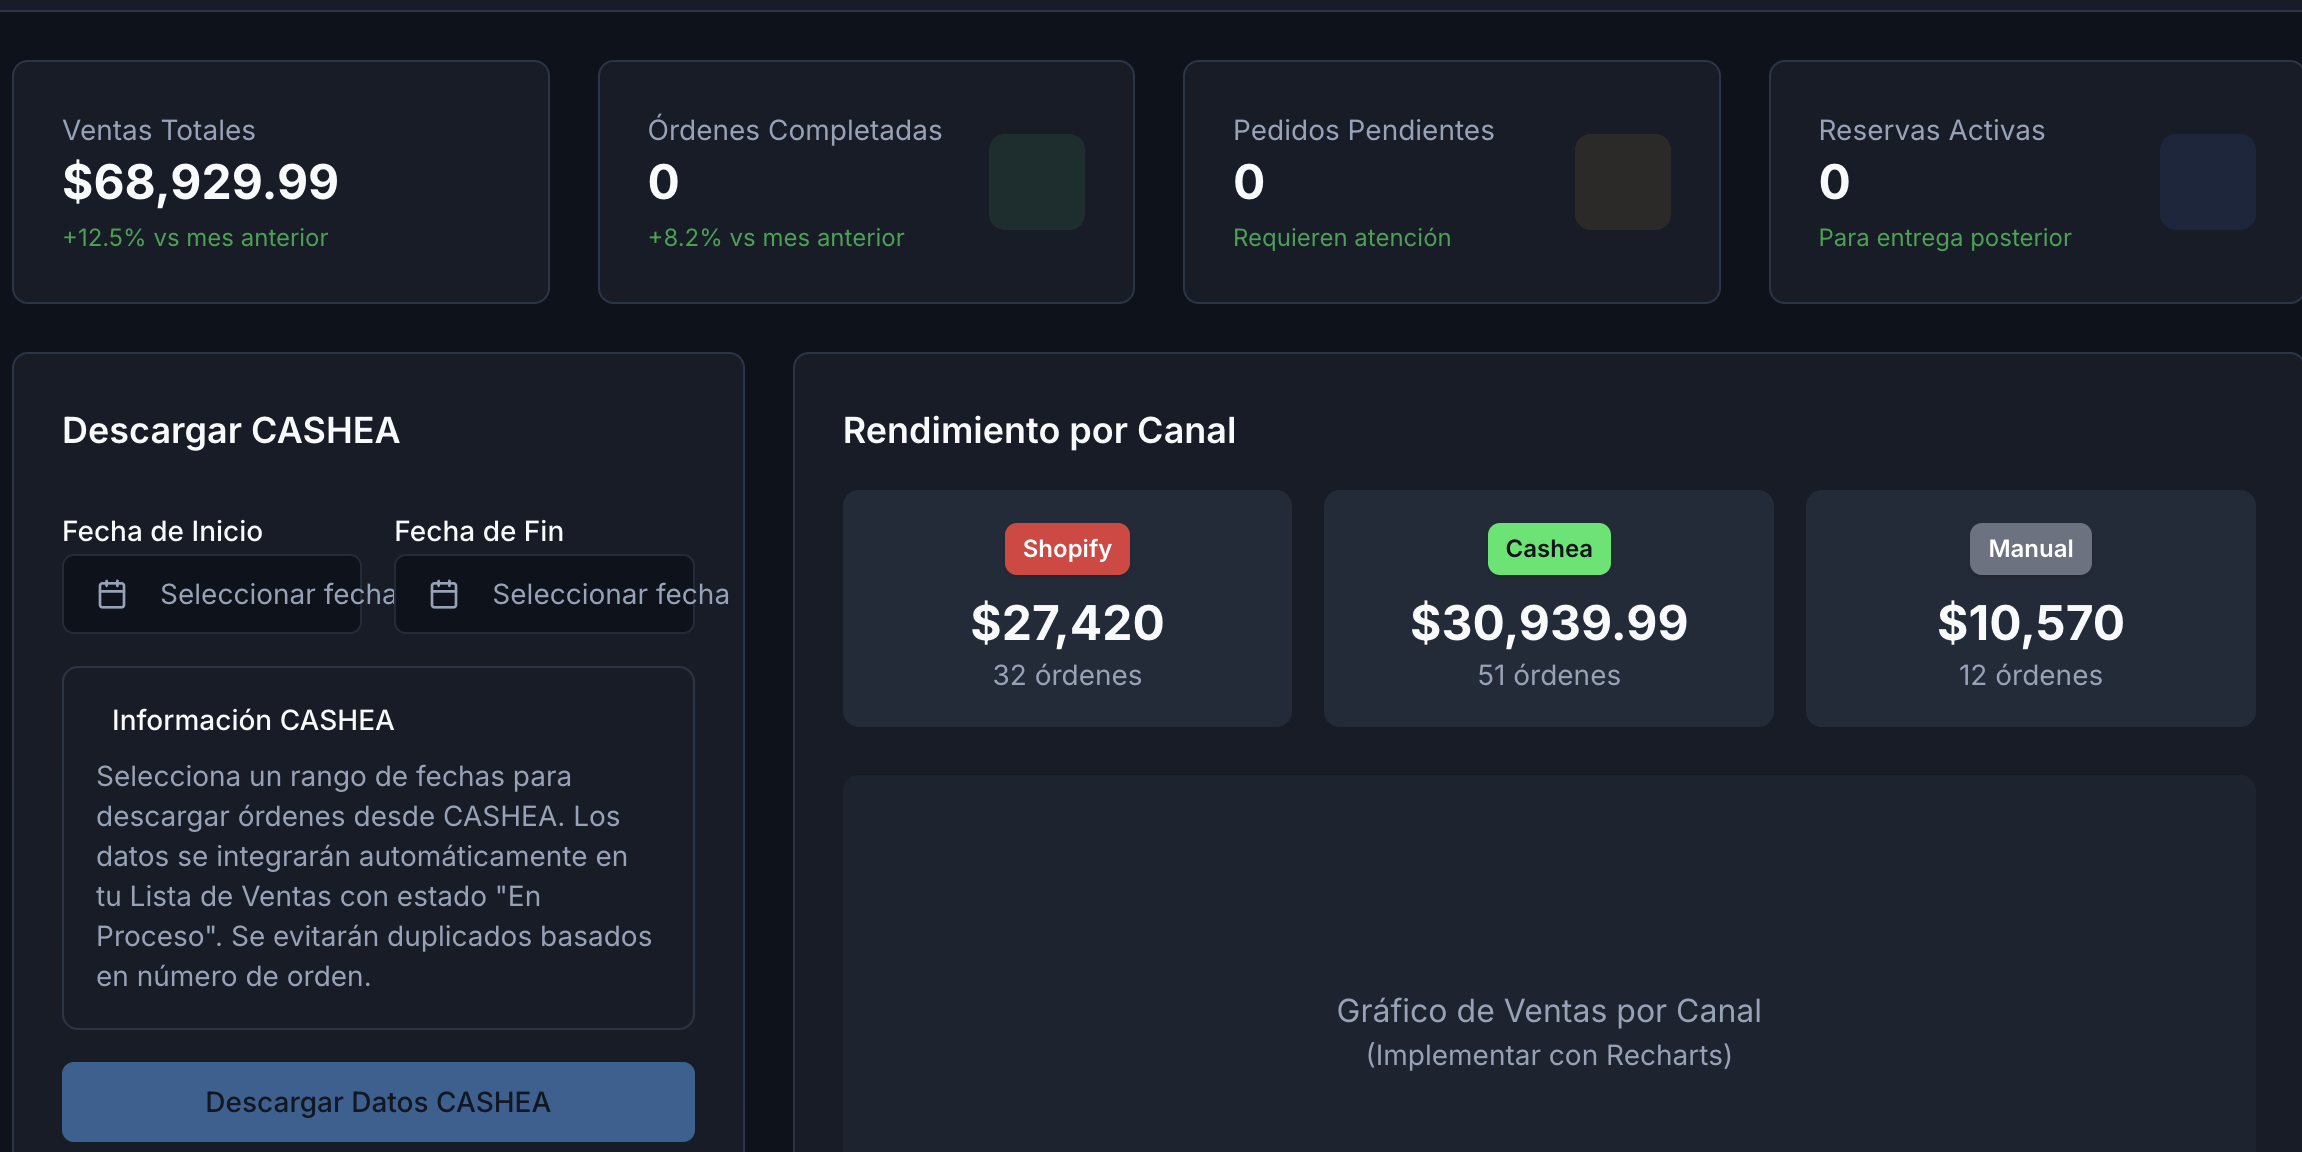 Ventas Totales
$68,929.99
+12.5% vs mes anterior
Órdenes Completadas
0
+8.2% vs mes anterior
Pedidos Pendientes
0
Requieren atención
Reservas Activas
0
Para entrega posterior
Descargar CASHEA
Fecha de Inicio
Seleccionar fecha
Fecha de Fin
Seleccionar fecha
Información CASHEA
Selecciona un rango de fechas para
descargar órdenes desde CASHEA. Los
datos se integrarán automáticamente en
tu Lista de Ventas con estado "En
Proceso". Se evitarán duplicados basados
en número de orden.
Descargar Datos CASHEA
Rendimiento por Canal
Shopify
$27,420
32 órdenes
Cashea
$30,939.99
51 órdenes
Manual
$10,570
12 órdenes
Gráfico de Ventas por Canal
(Implementar con Recharts)